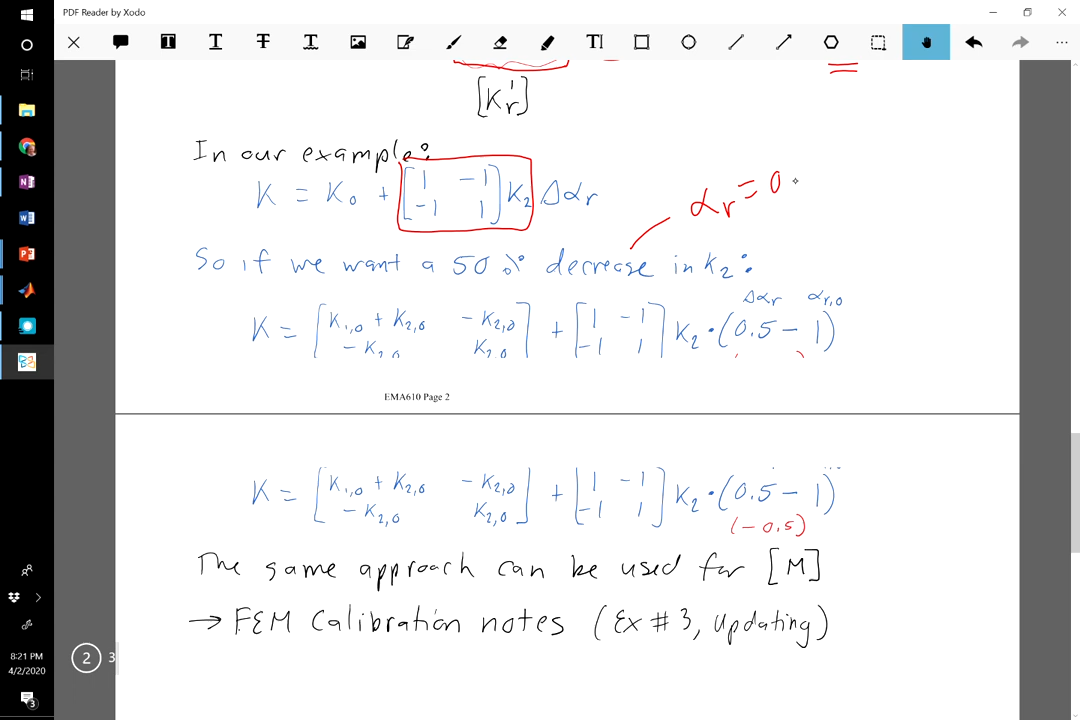 PDF Reader by Xodo
[K'r]
In our example:
K = K0 + [1 -1; -1 1] k2 Δαr
αr = 0
So if we want a 50% decrease in k2:
Δαr αr,0
K = [K1,0 + K2,0 -K2,0; -K2,0 K2,0] + [1 -1; -1 1] K2 • (0.5 - 1)
EMA610 Page 2
K = [K1,0 + K2,0 -K2,0; -K2,0 K2,0] + [1 -1; -1 1] K2 • (0.5 - 1)
(-0.5)
The same approach can be used for [M]
→ FEM Calibration notes (Ex # 3, Updating)
8:21 PM
4/2/2020
2 3
3